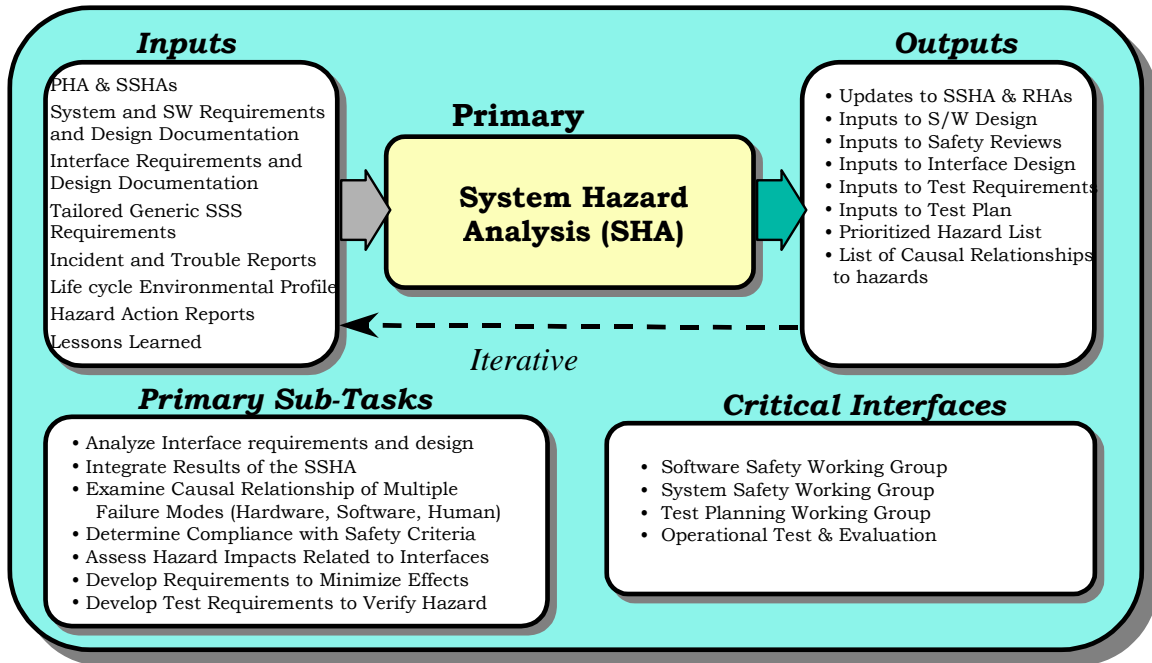 Inputs
PHA & SSHAs
System and SW Requirements
and Design Documentation
Interface Requirements and
Design Documentation
Tailored Generic SSS
Requirements
Incident and Trouble Reports
Life cycle Environmental Profile
Hazard Action Reports
Lessons Learned
Primary
System Hazard
Analysis (SHA)
Iterative
Outputs
• Updates to SSHA & RHAs
• Inputs to S/W Design
• Inputs to Safety Reviews
• Inputs to Interface Design
• Inputs to Test Requirements
• Inputs to Test Plan
• Prioritized Hazard List
• List of Causal Relationships
to hazards
Primary Sub-Tasks
• Analyze Interface requirements and design
• Integrate Results of the SSHA
• Examine Causal Relationship of Multiple
Failure Modes (Hardware, Software, Human)
• Determine Compliance with Safety Criteria
• Assess Hazard Impacts Related to Interfaces
• Develop Requirements to Minimize Effects
• Develop Test Requirements to Verify Hazard
Critical Interfaces
• Software Safety Working Group
• System Safety Working Group
• Test Planning Working Group
• Operational Test & Evaluation